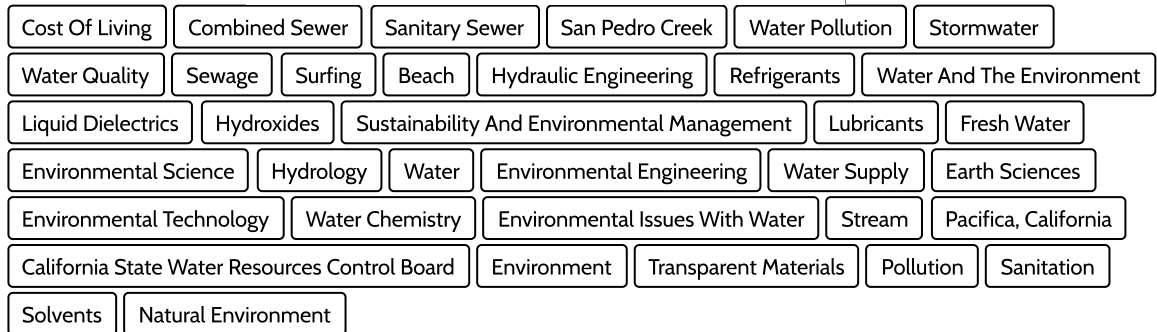 Cost Of Living Combined Sewer Sanitary Sewer San Pedro Creek Water Pollution Stormwater
Water Quality Sewage Surfing Beach Hydraulic Engineering Refrigerants Water And The Environment
Liquid Dielectrics Hydroxides Sustainability And Environmental Management Lubricants Fresh Water
Environmental Science Hydrology Water Environmental Engineering Water Supply Earth Sciences
Environmental Technology Water Chemistry Environmental Issues With Water Stream Pacifica, California
California State Water Resources Control Board Environment Transparent Materials Pollution Sanitation
Solvents Natural Environment